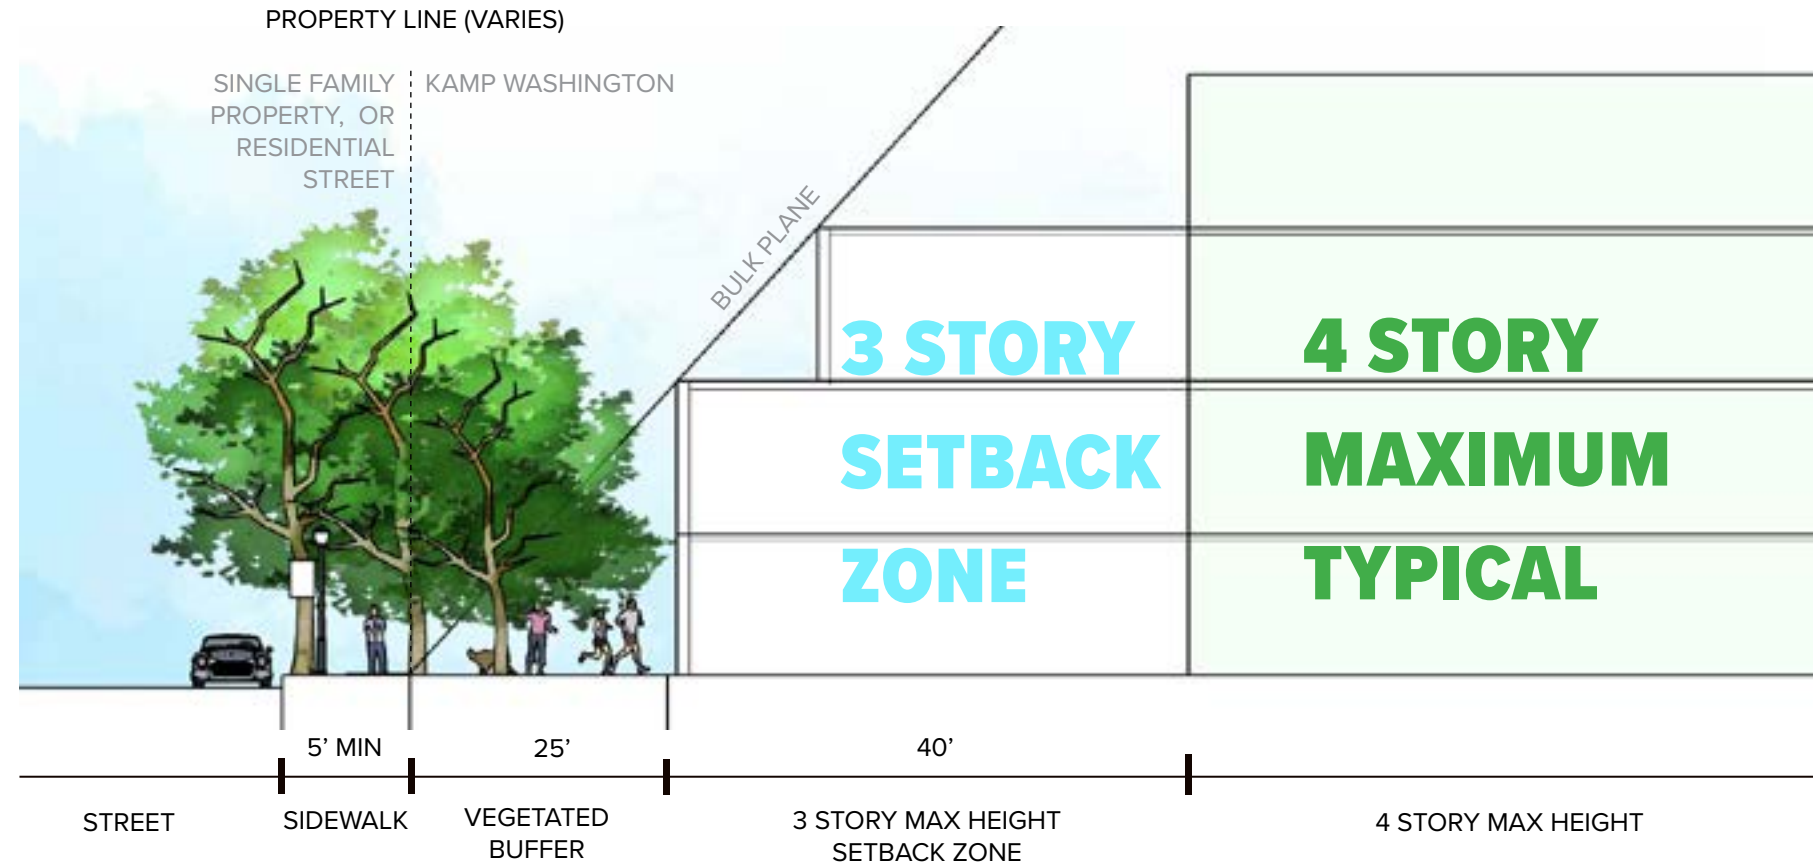 PROPERTY LINE (VARIES)
SINGLE FAMILY
PROPERTY, OR
RESIDENTIAL
STREET
KAMP WASHINGTON
BULK PLANE
3 STORY
SETBACK
ZONE
4 STORY
MAXIMUM
TYPICAL
5’ MIN
25’
40’
STREET
SIDEWALK
VEGETATED
BUFFER
3 STORY MAX HEIGHT
SETBACK ZONE
4 STORY MAX HEIGHT